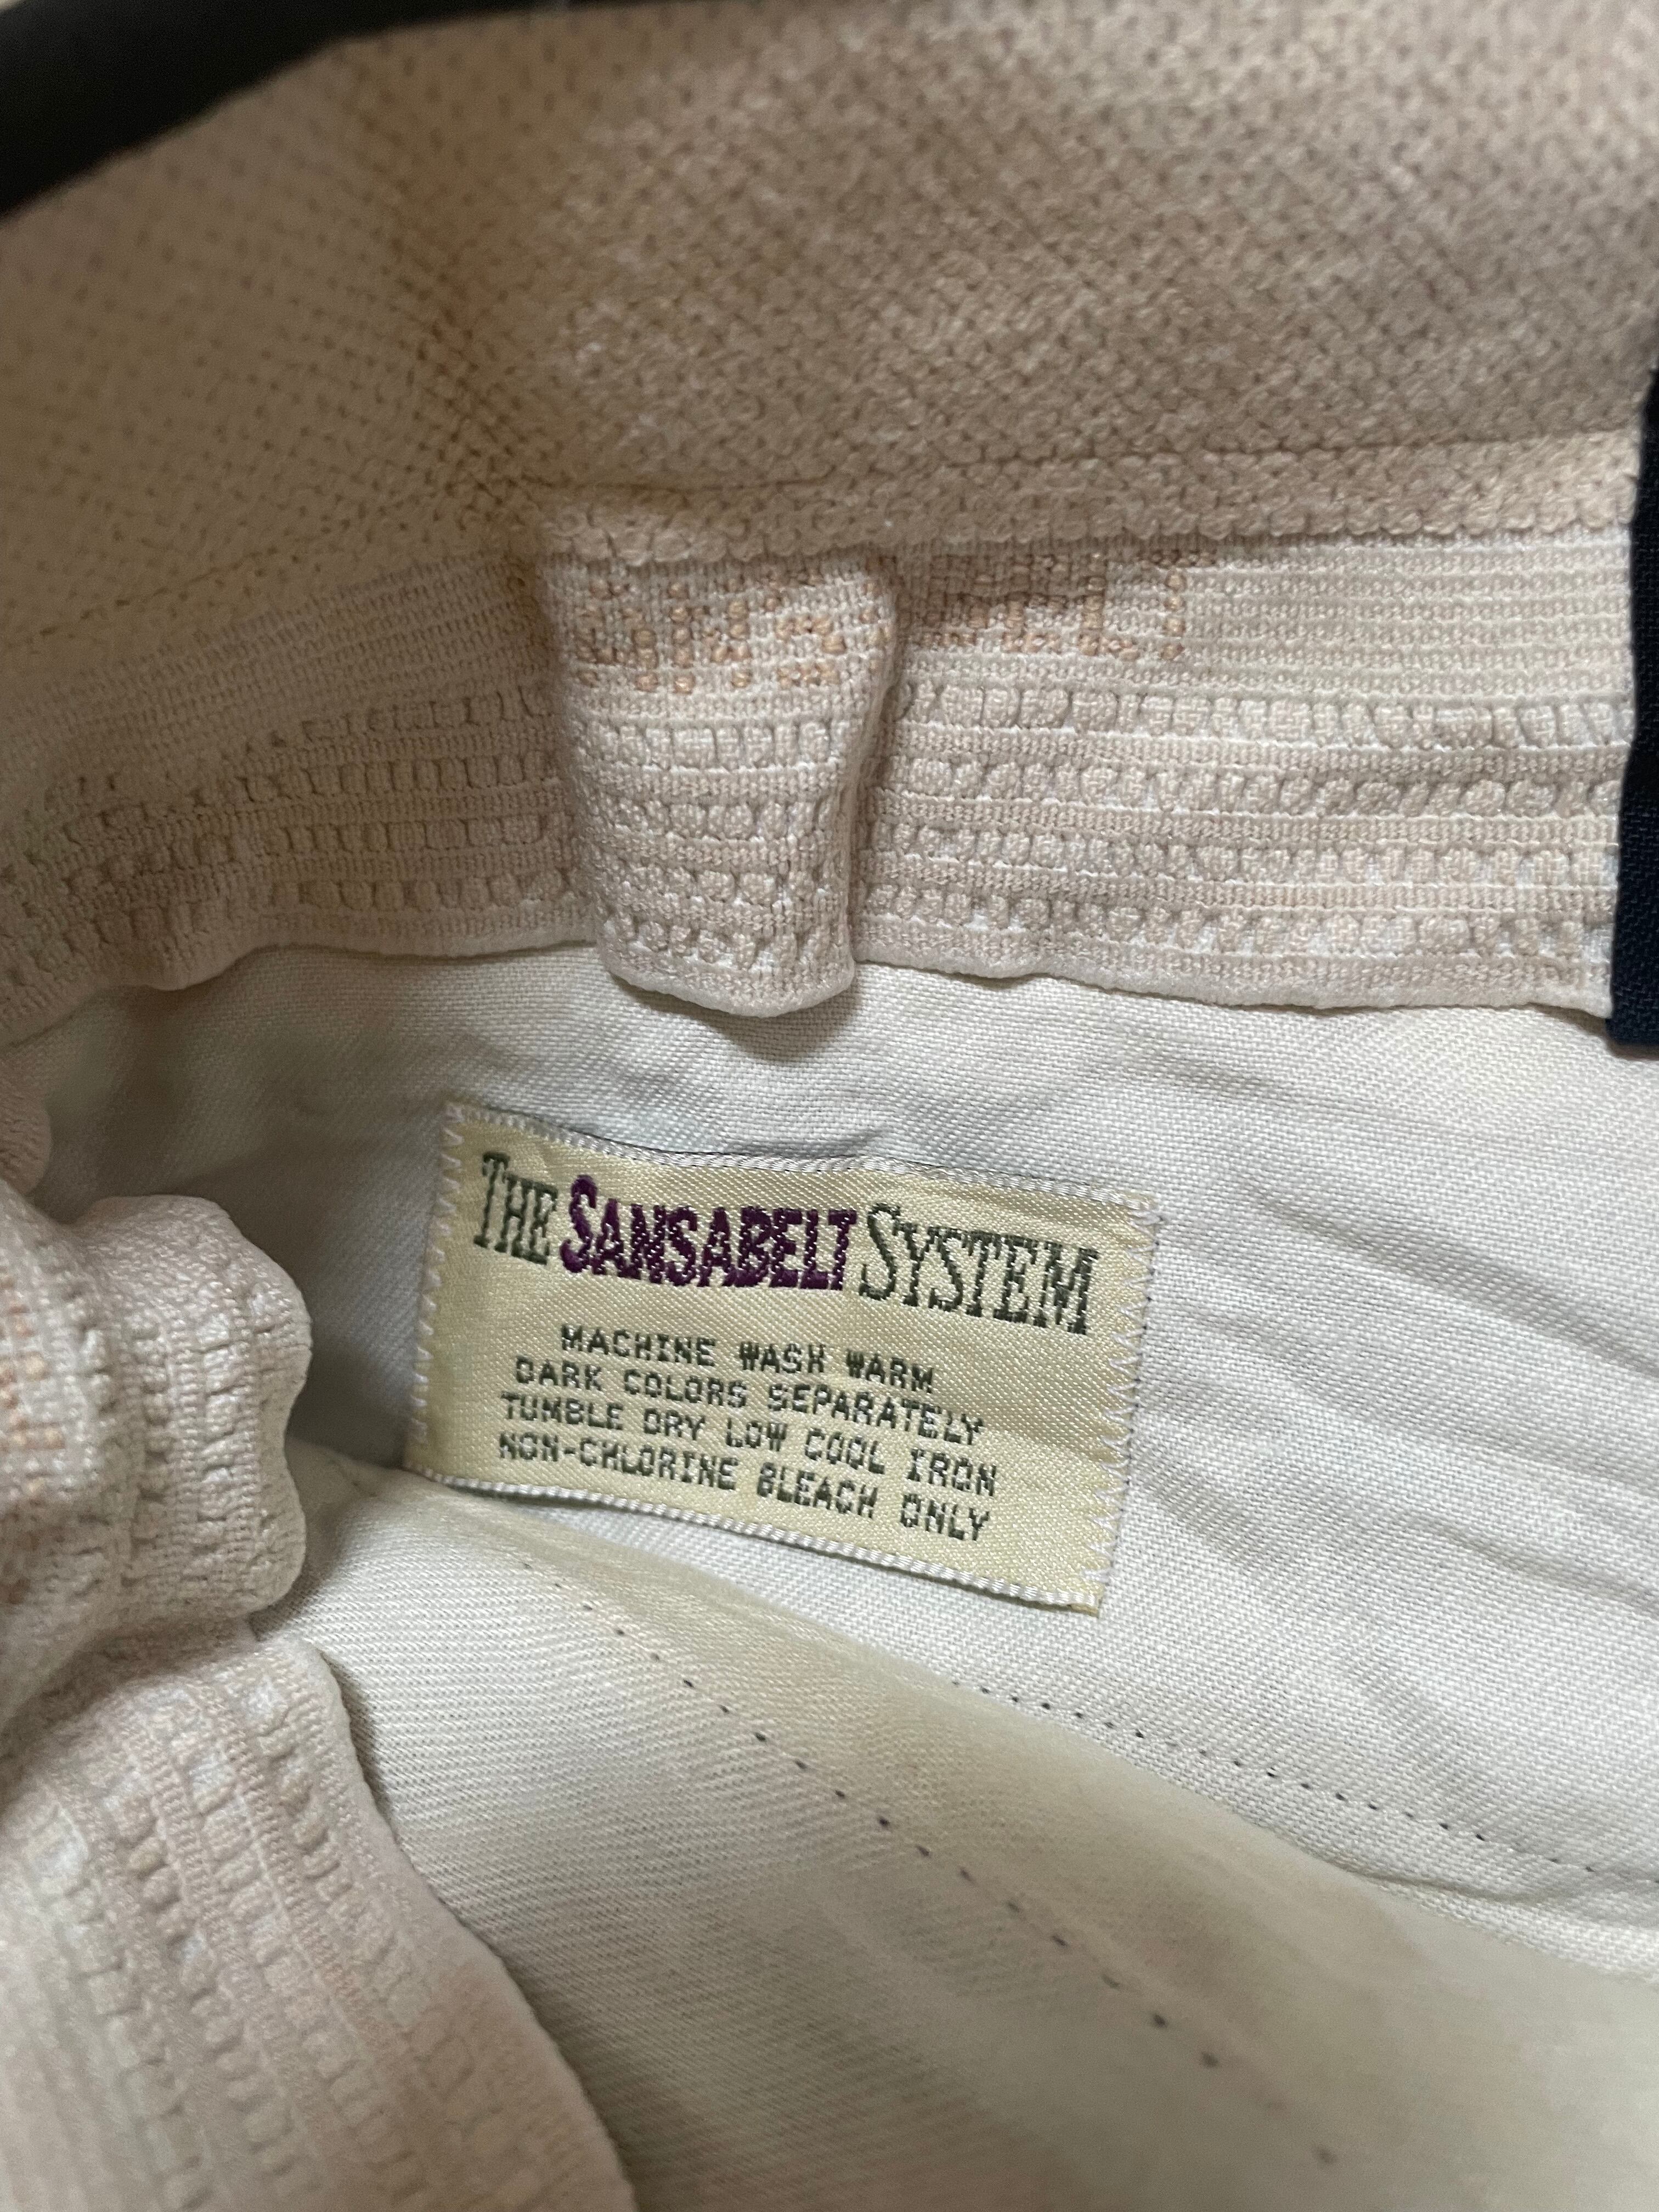 THE SANSABELT SYSTEM
MACHINE WASH WARM
DARK COLORS SEPARATELY
TUMBLE DRY LOW COOL IRON
NON-CHLORINE BLEACH ONLY